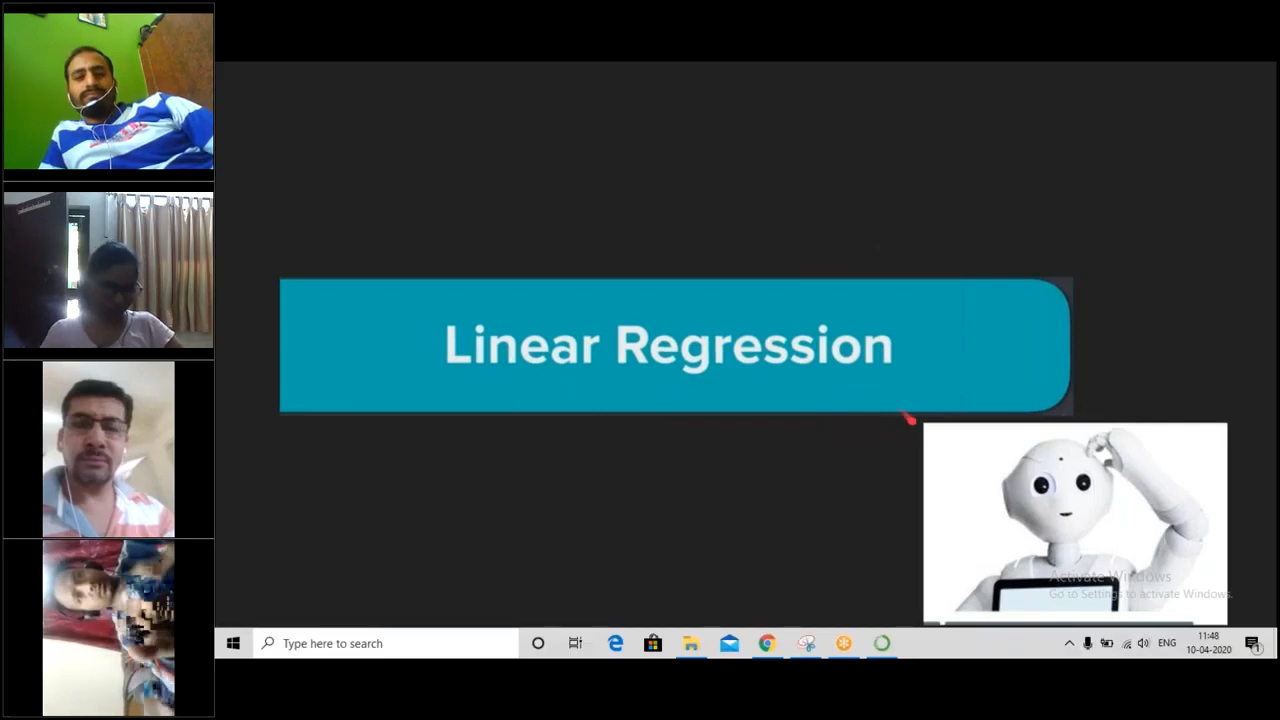 Linear Regression
Activate Windows
Go to Settings to activate Windows.
Type here to search
ENG
11:48
10-04-2020
1